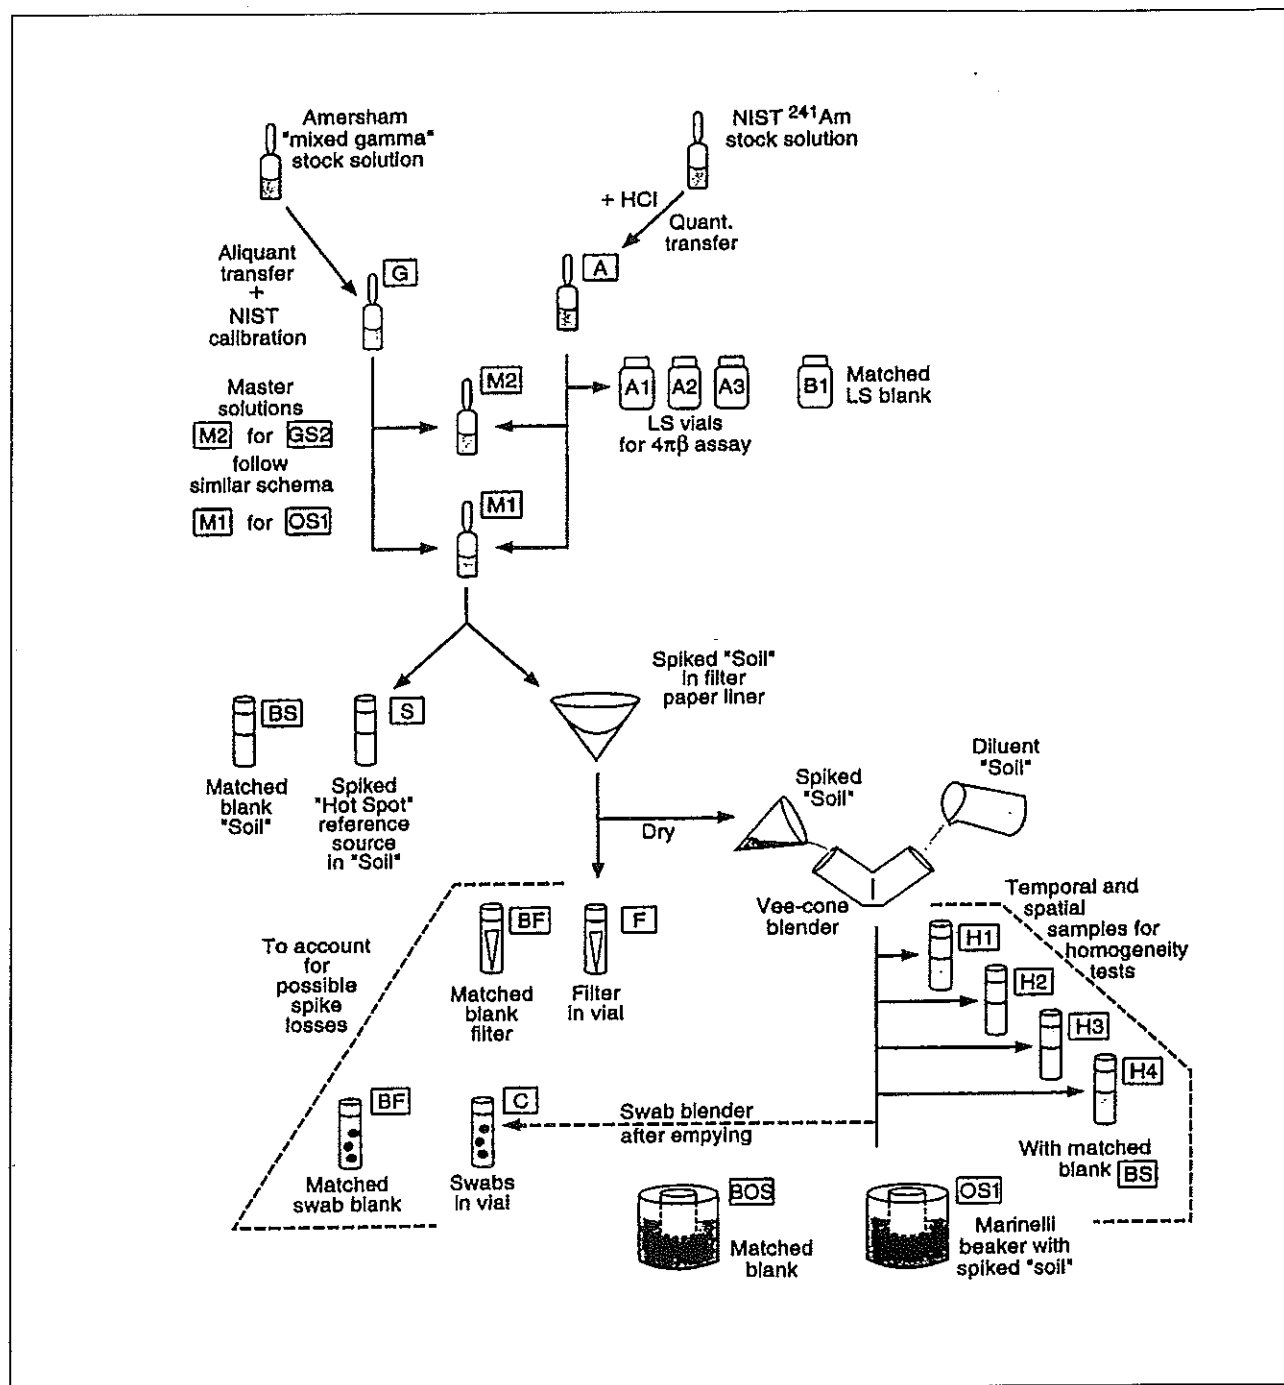 Amersham
"mixed gamma"
stock solution
NIST ²⁴¹Am
stock solution
+ HCl
Quant.
transfer
Aliquant
transfer
+
NIST
calibration
G
A
Master
solutions
M2 for GS2
follow
similar schema
M1 for OS1
M2
A1 A2 A3
LS vials
for 4πβ assay
B1
Matched
LS blank
M1
BS
Matched
blank
"Soil"
S
Spiked
"Hot Spot"
reference
source
in "Soil"
Spiked "Soil"
in filter
paper liner
Dry
Spiked
"Soil"
Diluent
"Soil"
Vee-cone
blender
To account
for
possible
spike
losses
BF
Matched
blank
filter
F
Filter
in vial
Temporal and
spatial
samples for
homogeneity
tests
H1
H2
H3
H4
With matched
blank BS
BF
Matched
swab blank
C
Swabs
in vial
Swab blender
after empying
BOS
Matched
blank
OS1
Marinelli
beaker with
spiked "soil"